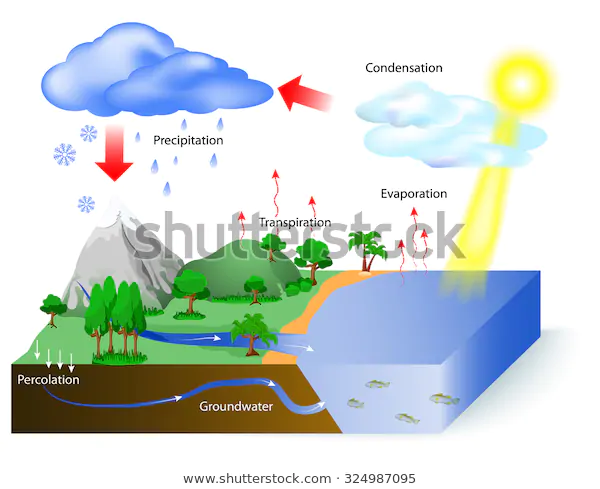 Condensation
Precipitation
Evaporation
Transpiration
shutterstock
Percolation
Groundwater
www.shutterstock.com · 324987095